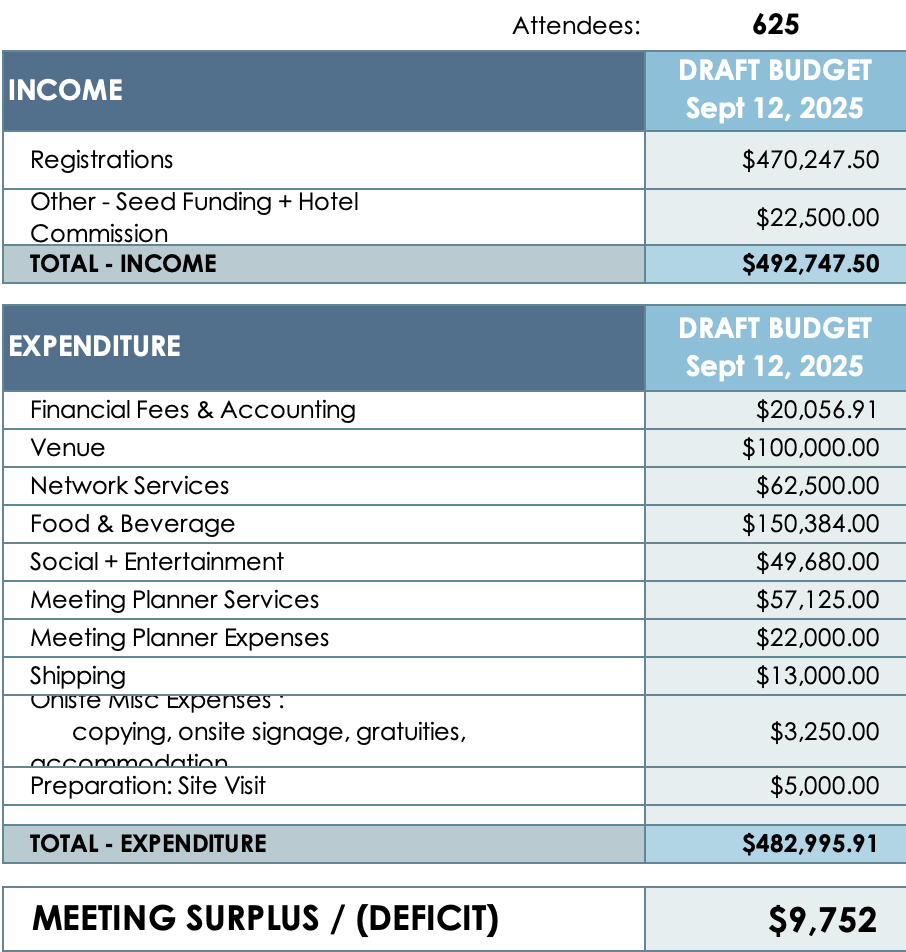 Attendees: 625
INCOME
DRAFT BUDGET
Sept 12, 2025
Registrations $470,247.50
Other - Seed Funding + Hotel
Commission $22,500.00
TOTAL - INCOME $492,747.50
EXPENDITURE
DRAFT BUDGET
Sept 12, 2025
Financial Fees & Accounting $20,056.91
Venue $100,000.00
Network Services $62,500.00
Food & Beverage $150,384.00
Social + Entertainment $49,680.00
Meeting Planner Services $57,125.00
Meeting Planner Expenses $22,000.00
Shipping $13,000.00
Oniste Misc Expenses :
copying, onsite signage, gratuities, $3,250.00
accommodation
Preparation: Site Visit $5,000.00
TOTAL - EXPENDITURE $482,995.91
MEETING SURPLUS / (DEFICIT) $9,752